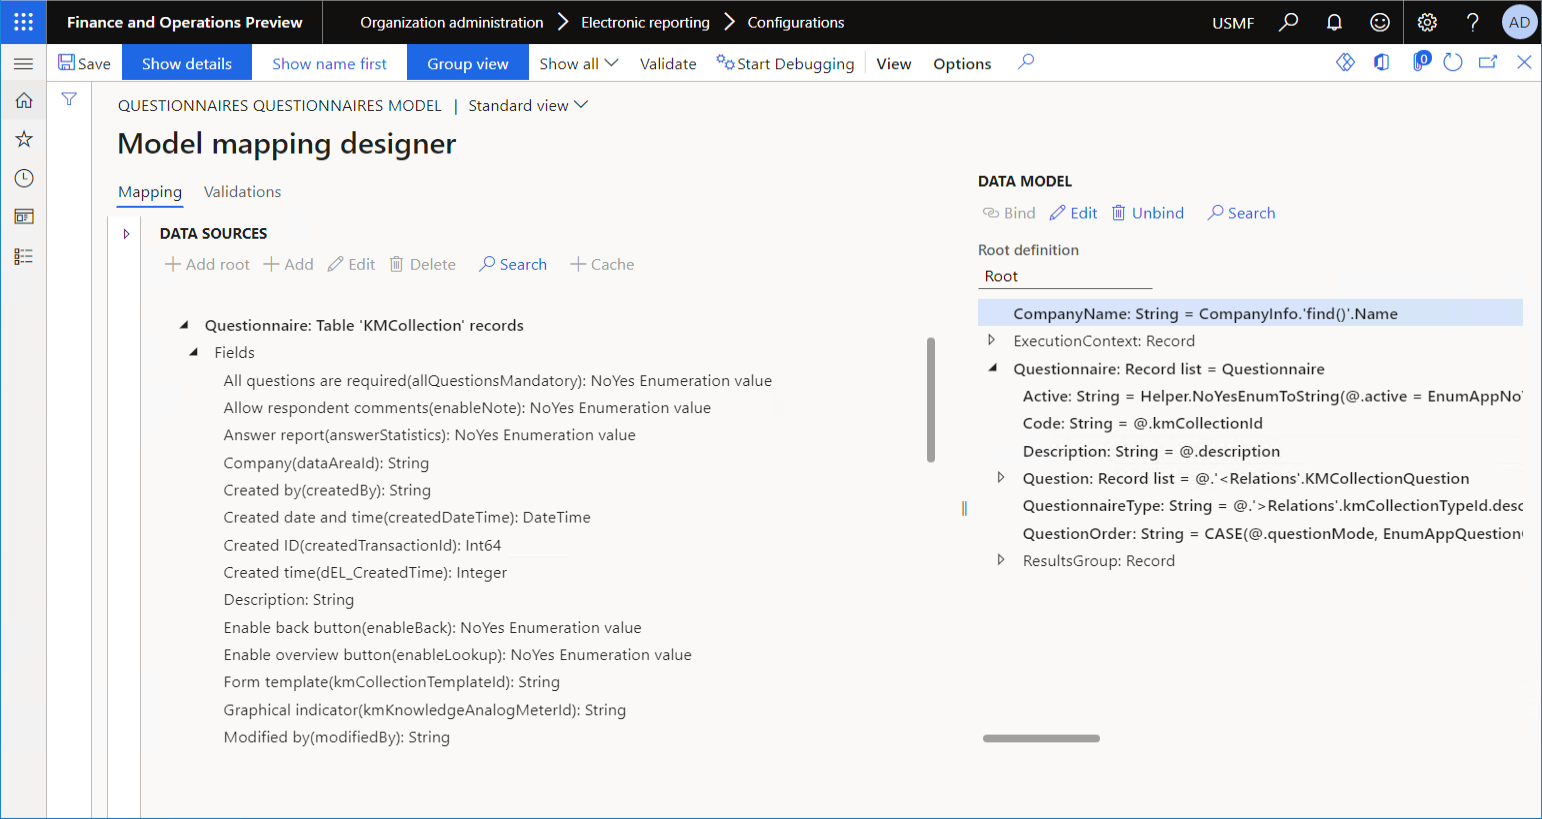 Finance and Operations Preview
Organization administration Electronic reporting Configurations
USMF
AD
Save Show details Show name first Group view Show all Validate Start Debugging View Options
0
QUESTIONNAIRES QUESTIONNAIRES MODEL | Standard view
Model mapping designer
Mapping Validations
DATA SOURCES
Add root Add Edit Delete Search Cache
Questionnaire: Table 'KMCollection' records
Fields
All questions are required(allQuestionsMandatory): NoYes Enumeration value
Allow respondent comments(enableNote): NoYes Enumeration value
Answer report(answerStatistics): NoYes Enumeration value
Company(dataAreaId): String
Created by(createdBy): String
Created date and time(createdDateTime): DateTime
Created ID(createdTransactionId): Int64
Created time(dEL_CreatedTime): Integer
Description: String
Enable back button(enableBack): NoYes Enumeration value
Enable overview button(enableLookup): NoYes Enumeration value
Form template(kmCollectionTemplateId): String
Graphical indicator(kmKnowledgeAnalogMeterId): String
Modified by(modifiedBy): String
DATA MODEL
Bind Edit Unbind Search
Root definition
Root
CompanyName: String = CompanyInfo.'find()'.Name
ExecutionContext: Record
Questionnaire: Record list = Questionnaire
Active: String = Helper.NoYesEnumToString(@.active = EnumAppNo
Code: String = @.kmCollectionId
Description: String = @.description
Question: Record list = @.'<Relations'.KMCollectionQuestion
QuestionnaireType: String = @.'>Relations'.kmCollectionTypeId.desc
QuestionOrder: String = CASE(@.questionMode, EnumAppQuestion
ResultsGroup: Record